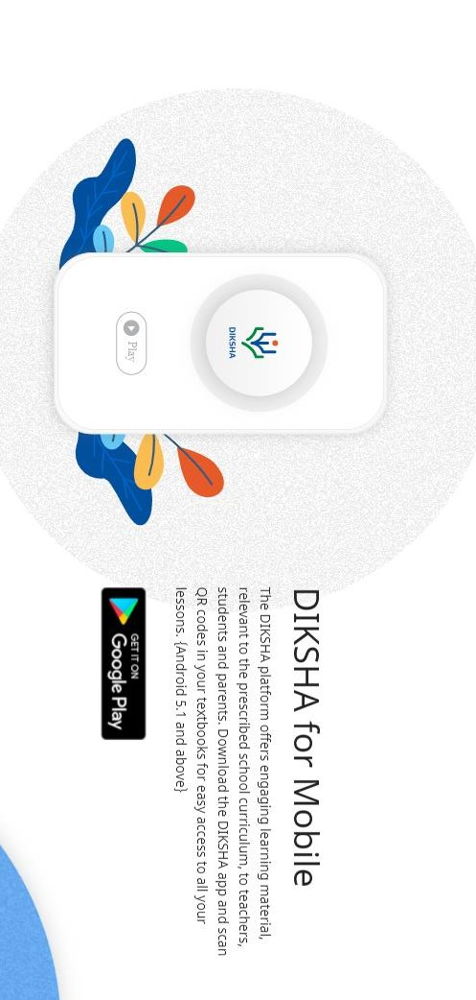 DIKSHA
Play
DIKSHA for Mobile
The DIKSHA platform offers engaging learning material,
relevant to the prescribed school curriculum, to teachers,
students and parents. Download the DIKSHA app and scan
QR codes in your textbooks for easy access to all your
lessons. {Android 5.1 and above}
GET IT ON
Google Play